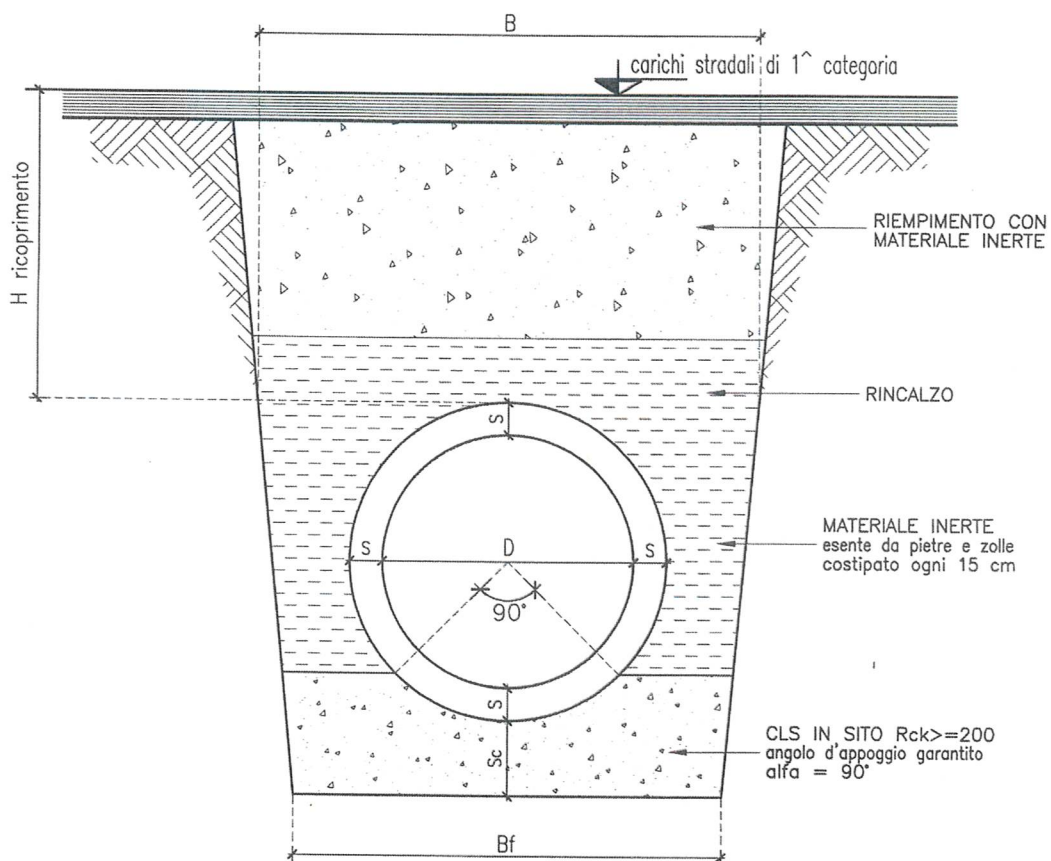 B
carichi stradali di 1^ categoria
H ricoprimento
RIEMPIMENTO CON
MATERIALE INERTE
RINCALZO
S
S
D
S
MATERIALE INERTE
esente da pietre e zolle
costipato ogni 15 cm
90°
S
Sc
CLS IN SITO Rck>=200
angolo d'appoggio garantito
alfa = 90°
Bf